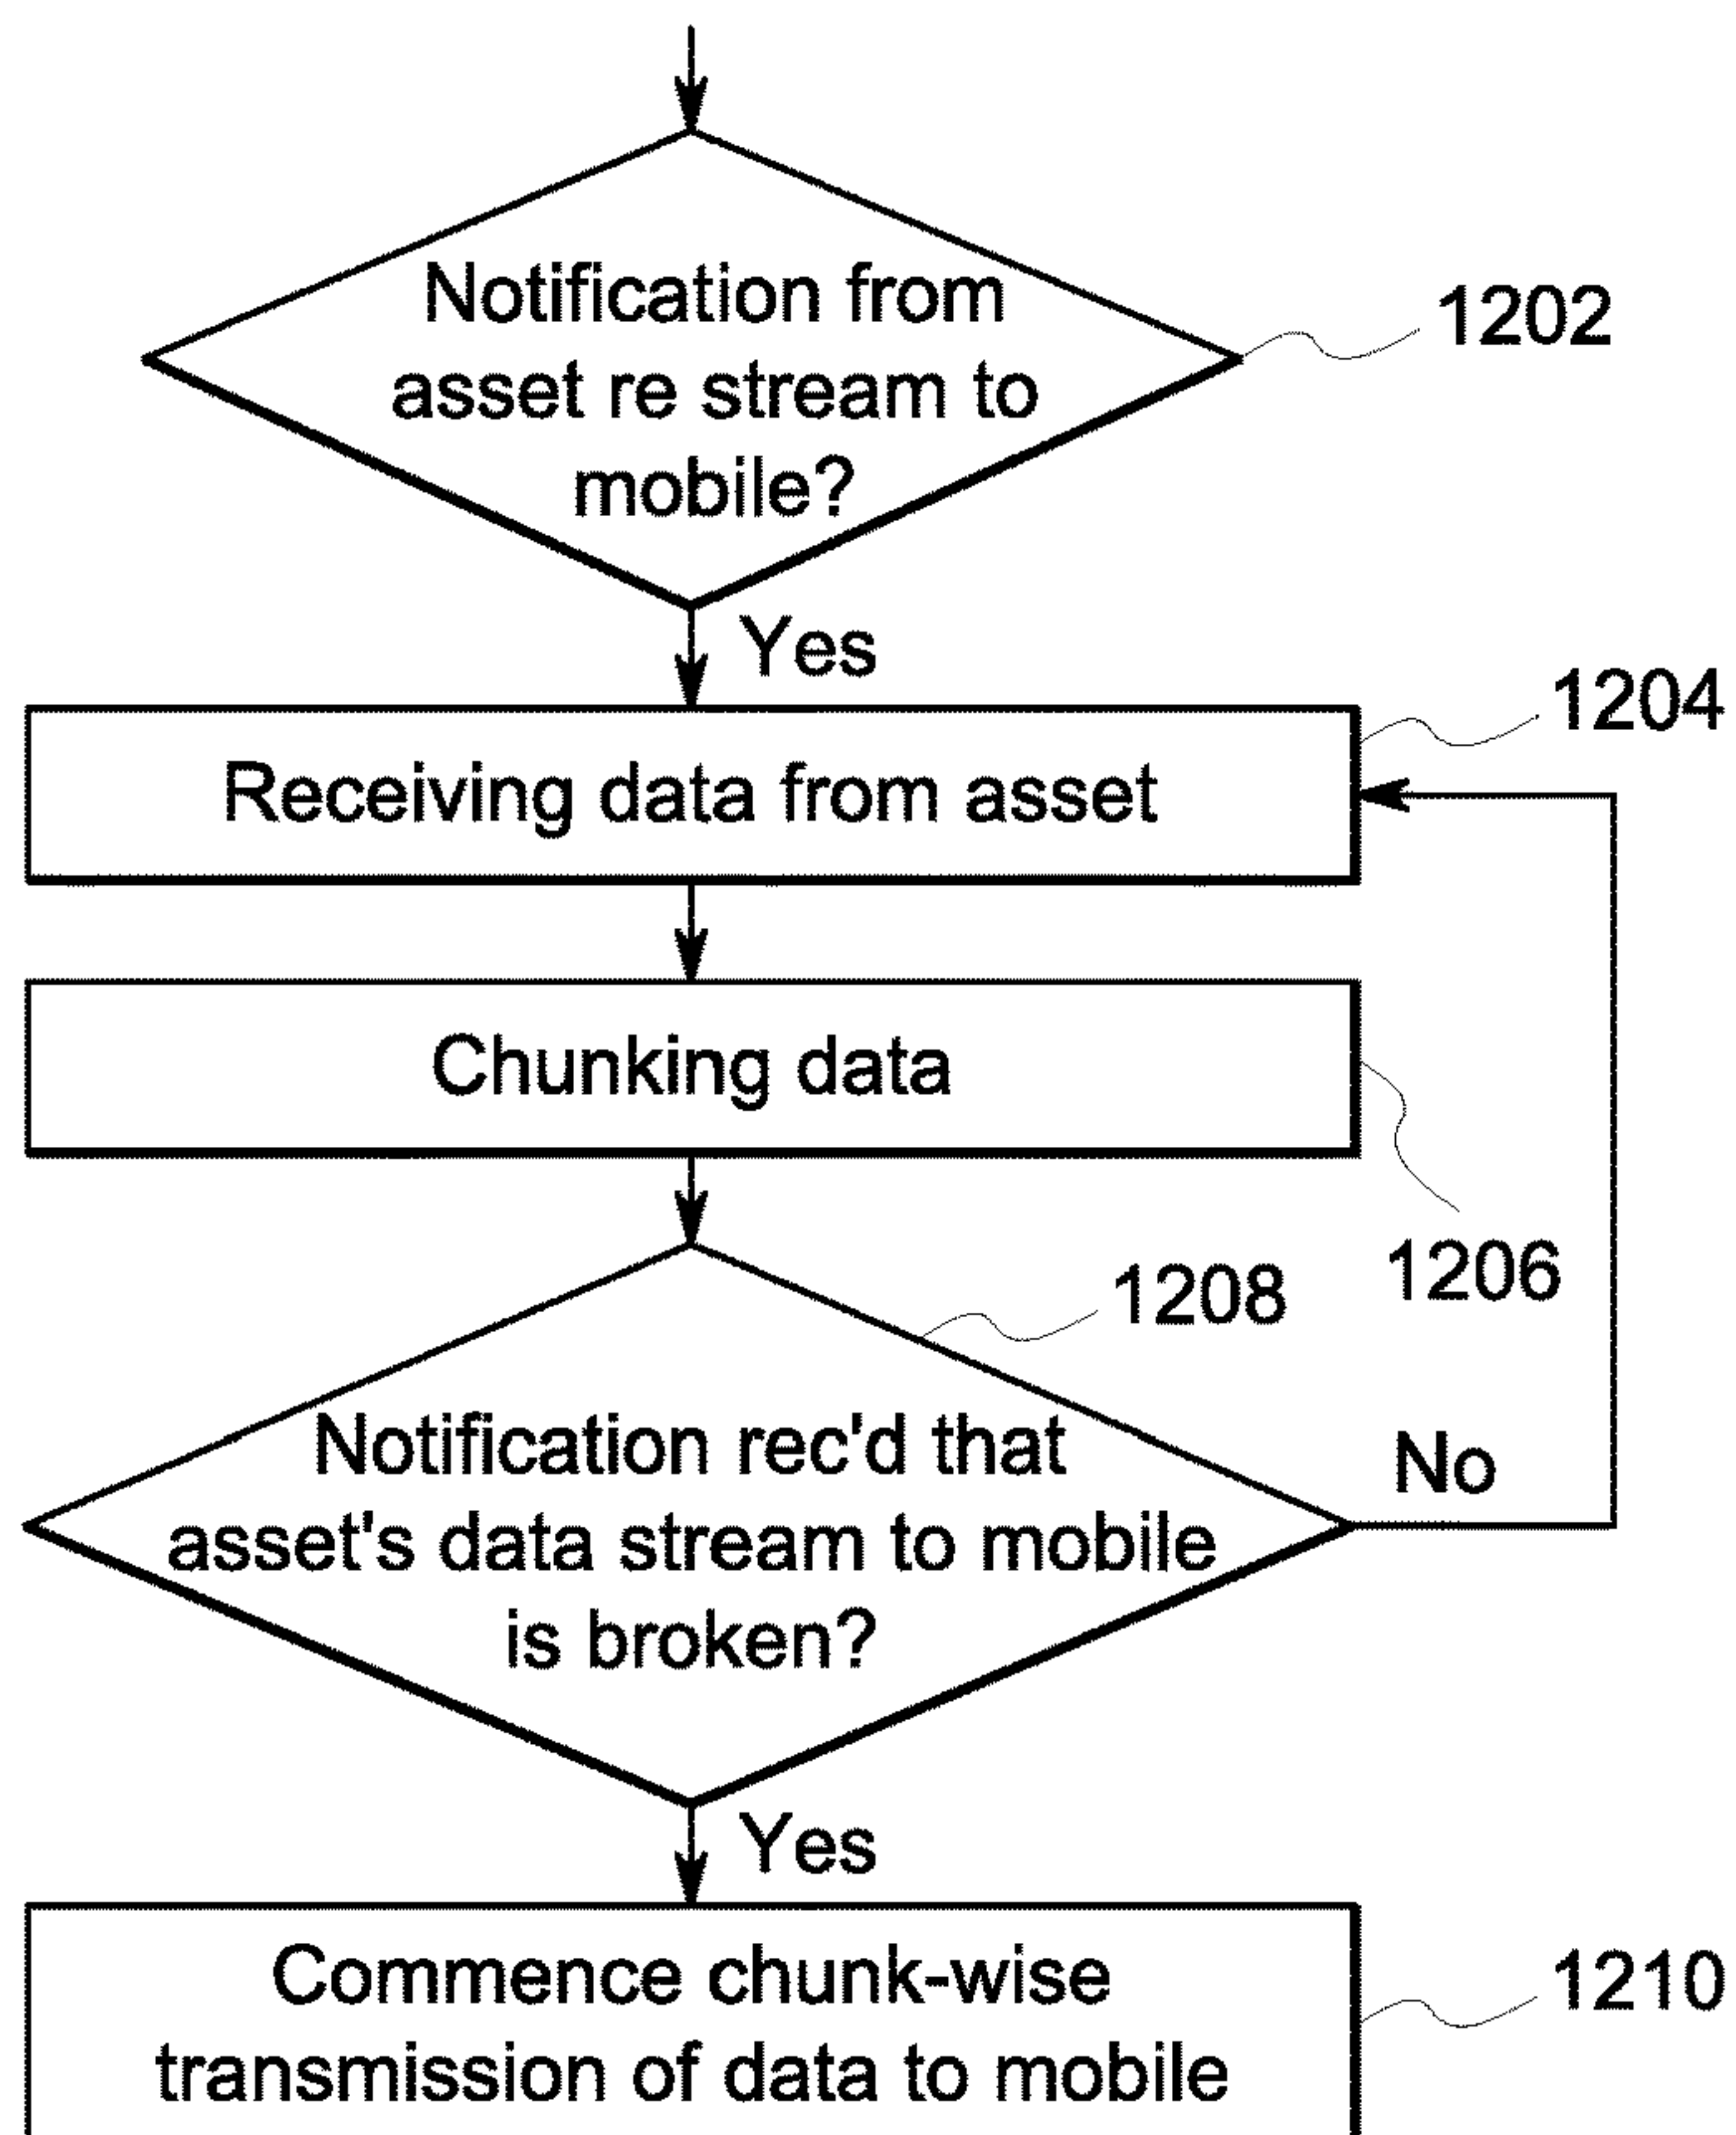 Notification from
asset re stream to
mobile?
1202
Yes
1204
Receiving data from asset
Chunking data
1206
1208
Notification rec'd that
asset's data stream to mobile
is broken?
No
Yes
Commence chunk-wise
transmission of data to mobile
1210